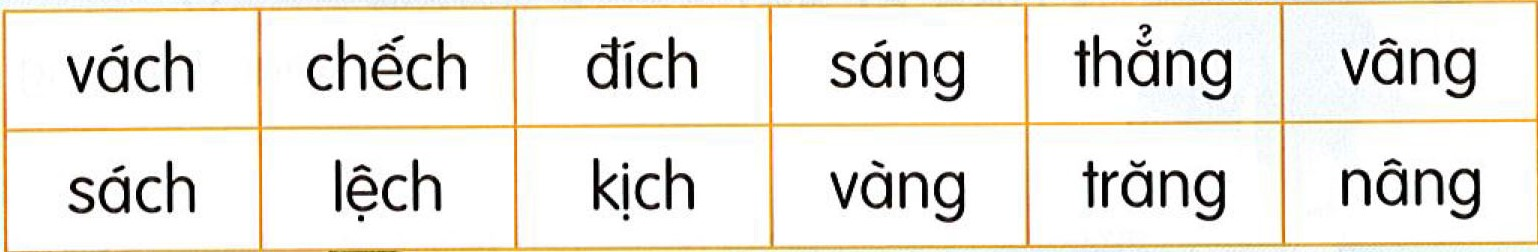 vách chếch đích sáng thẳng vâng
sách lệch kịch vàng trăng nâng